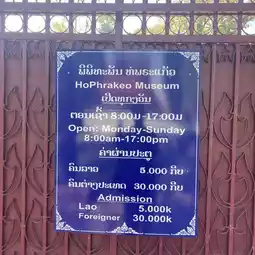 ພິພິທະພັນ ຫໍພຣະແກ້ວ
HoPhrakeo Museum
ເປີດທຸກໆວັນ
ຕອນເຊົ້າ 8:00ມ-17:00ມ
Open: Monday-Sunday
8:00am-17:00pm
ຄ່າຜ່ານປະຕູ
ຄົນລາວ 5.000 ກີບ
ຄົນຕ່າງປະເທດ 30.000 ກີບ
Admission
Lao 5.000k
Foreigner 30.000k